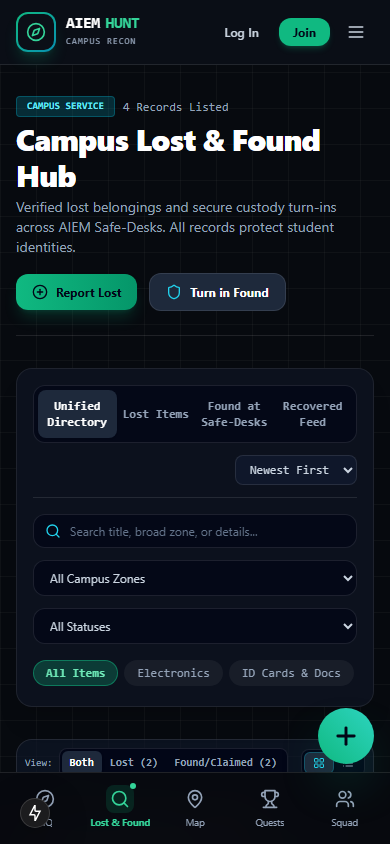 AIEM HUNT
CAMPUS RECON
Log In
Join
CAMPUS SERVICE
4 Records Listed
Campus Lost & Found
Hub
Verified lost belongings and secure custody turn-ins
across AIEM Safe-Desks. All records protect student
identities.
Report Lost
Turn in Found
Unified
Directory
Lost Items
Found at
Safe-Desks
Recovered
Feed
Newest First
Search title, broad zone, or details...
All Campus Zones
All Statuses
All Items
Electronics
ID Cards & Docs
View:
Both
Lost (2)
Found/Claimed (2)
Lost & Found
Map
Quests
Squad